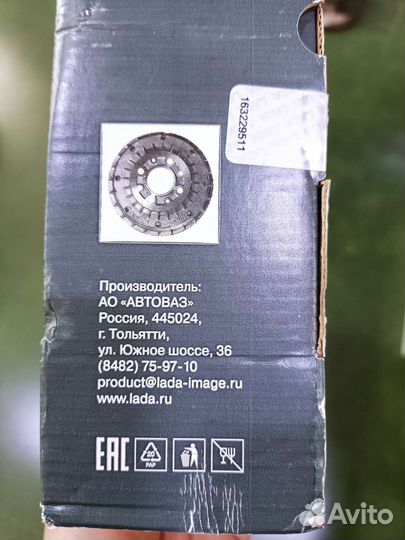 163229511
Производитель:
АО «АВТОВАЗ»
Россия, 445024,
г. Тольятти,
ул. Южное шоссе, 36
(8482) 75-97-10
product@lada-image.ru
www.lada.ru
EAC
20
PAP
Avito